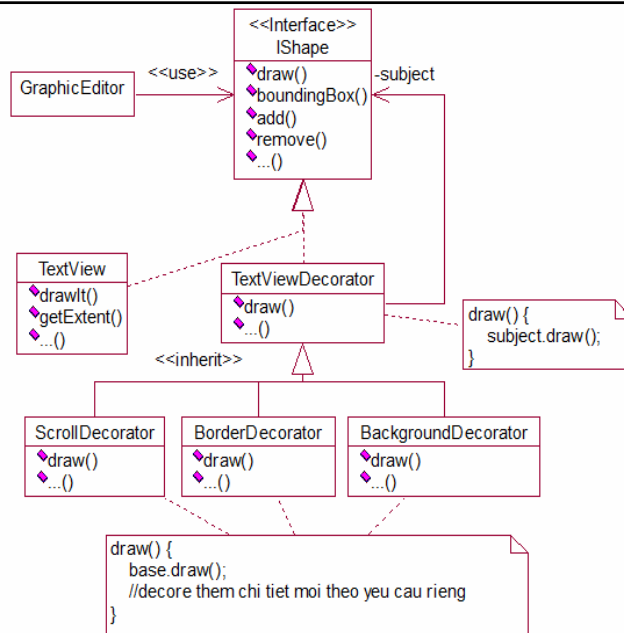 <<Interface>>
IShape
draw()
boundingBox()
add()
remove()
...()
GraphicEditor
<<use>>
-subject
TextView
drawIt()
getExtent()
...()
TextViewDecorator
draw()
...()
draw() {
subject.draw();
}
<<inherit>>
ScrollDecorator
draw()
...()
BorderDecorator
draw()
...()
BackgroundDecorator
draw()
...()
draw() {
base.draw();
//decore them chi tiet moi theo yeu cau rieng
}